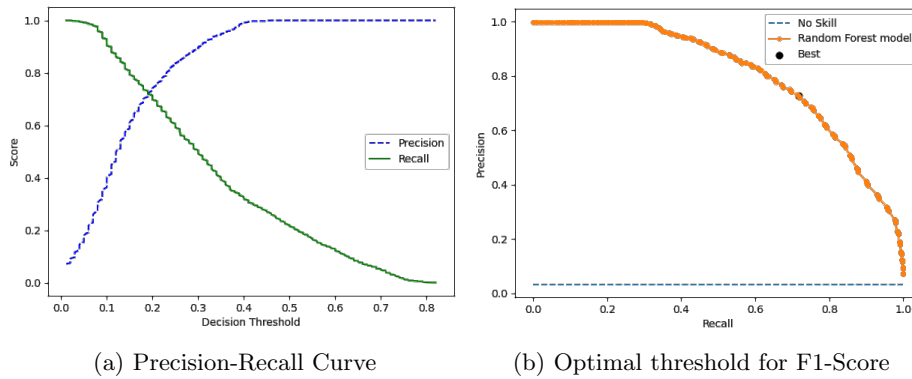 1.0
0.8
0.6
0.4
0.2
0.0
Score
Precision
Recall
0.0 0.1 0.2 0.3 0.4 0.5 0.6 0.7 0.8
Decision Threshold
(a) Precision-Recall Curve
1.0
0.8
0.6
0.4
0.2
0.0
Precision
No Skill
Random Forest model
Best
0.0 0.2 0.4 0.6 0.8 1.0
Recall
(b) Optimal threshold for F1-Score